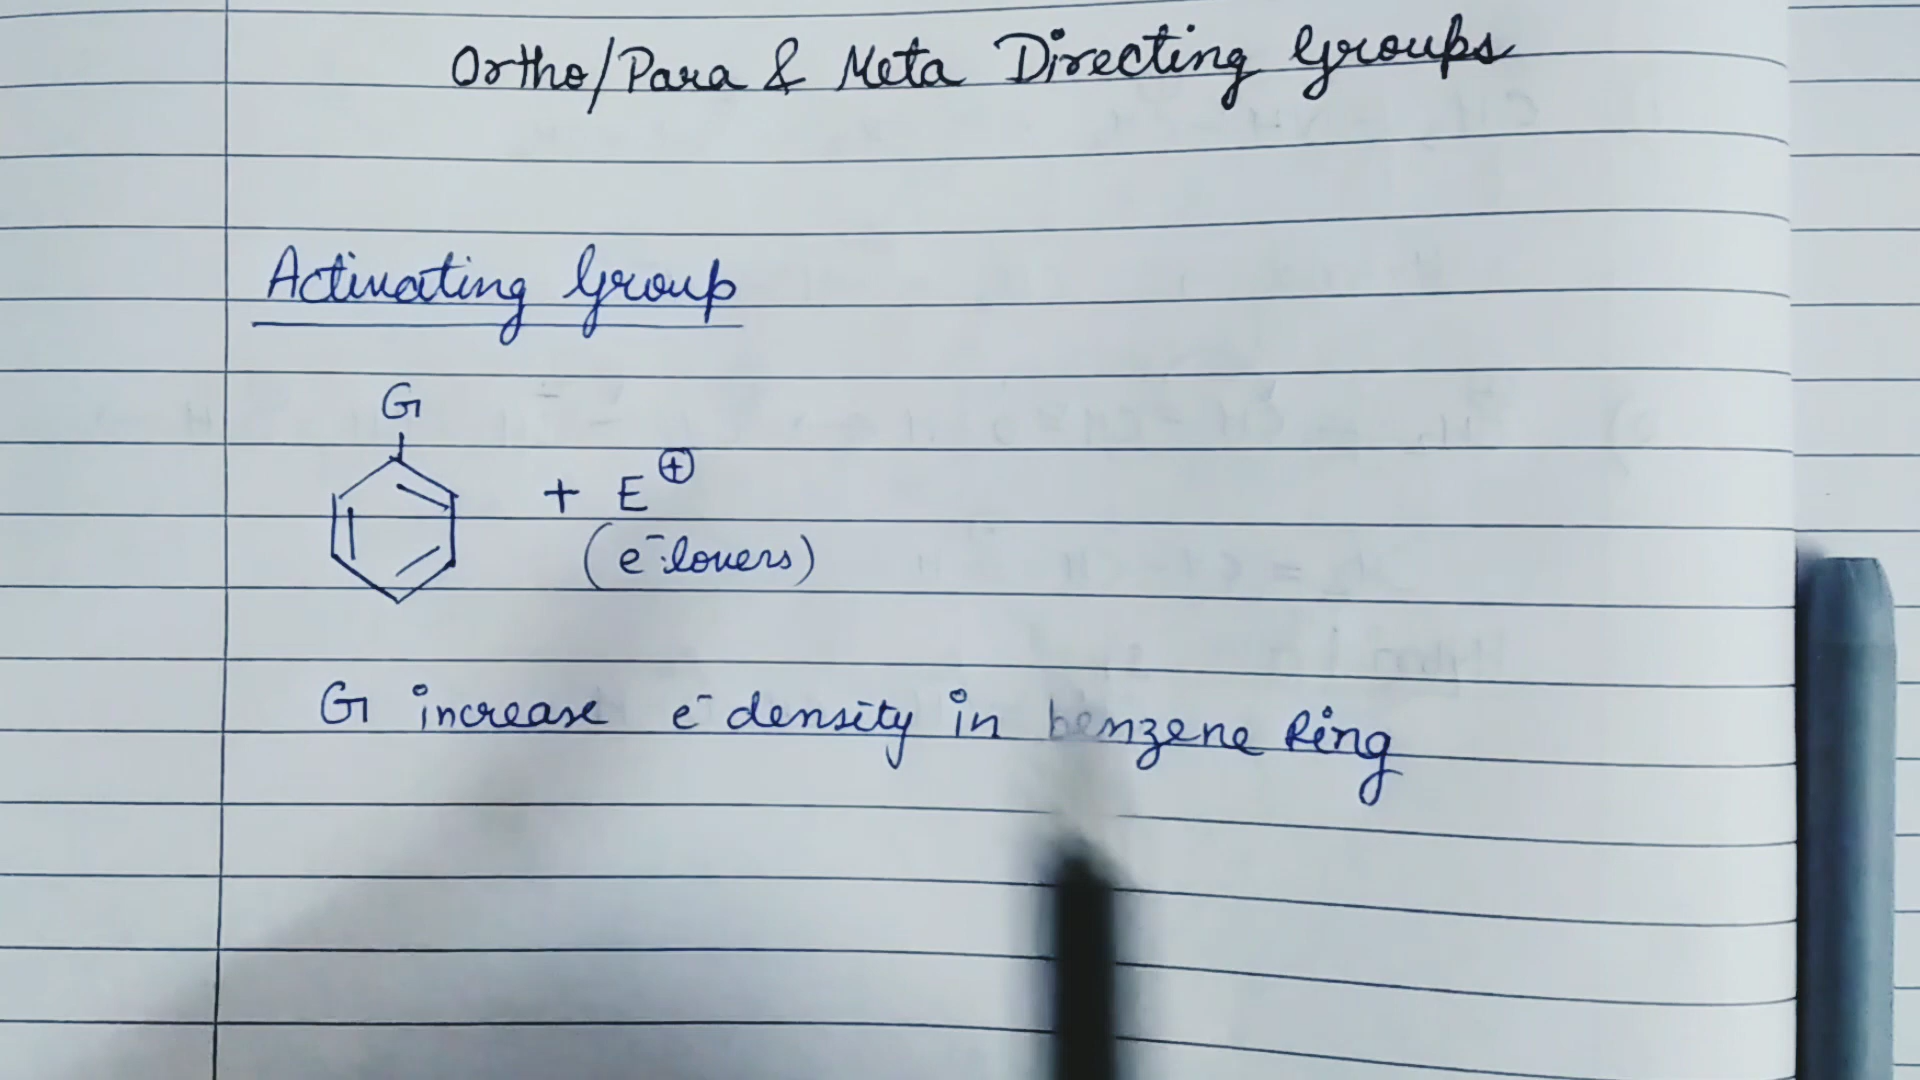 Ortho/Para & Meta Directing Groups
Activating Group
G
+ E⊕
(e⁻ lovers)
G increase e⁻ density in benzene Ring